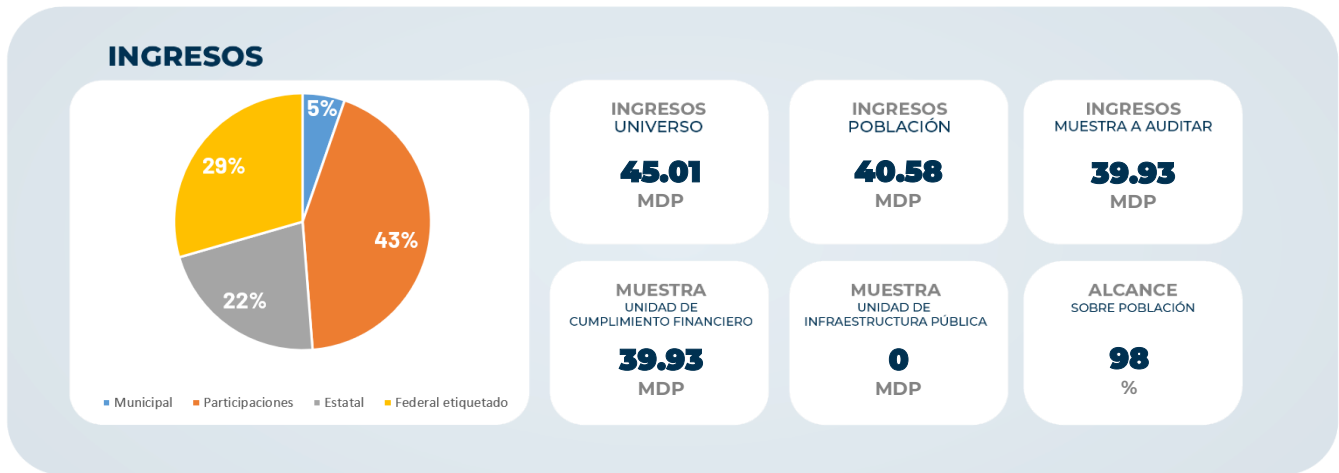 INGRESOS
5%
29%
43%
22%
Municipal Participaciones Estatal Federal etiquetado
INGRESOS
UNIVERSO
45.01
MDP
INGRESOS
POBLACIÓN
40.58
MDP
INGRESOS
MUESTRA A AUDITAR
39.93
MDP
MUESTRA
UNIDAD DE
CUMPLIMIENTO FINANCIERO
39.93
MDP
MUESTRA
UNIDAD DE
INFRAESTRUCTURA PÚBLICA
0
MDP
ALCANCE
SOBRE POBLACIÓN
98
%